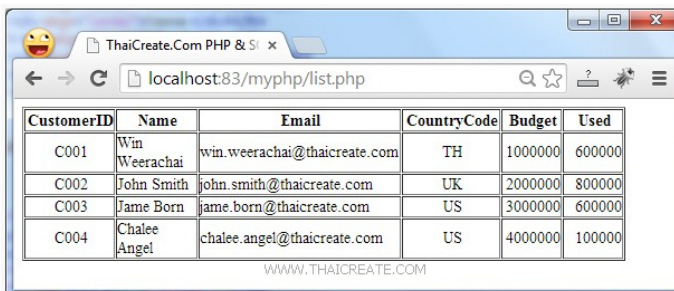 ThaiCreate.Com PHP & S
localhost:83/myphp/list.php
CustomerID Name Email CountryCode Budget Used
C001 Win Weerachai win.weerachai@thaicreate.com TH 1000000 600000
C002 John Smith john.smith@thaicreate.com UK 2000000 800000
C003 Jame Born jame.born@thaicreate.com US 3000000 600000
C004 Chalee Angel chalee.angel@thaicreate.com US 4000000 100000
WWW.THAICREATE.COM